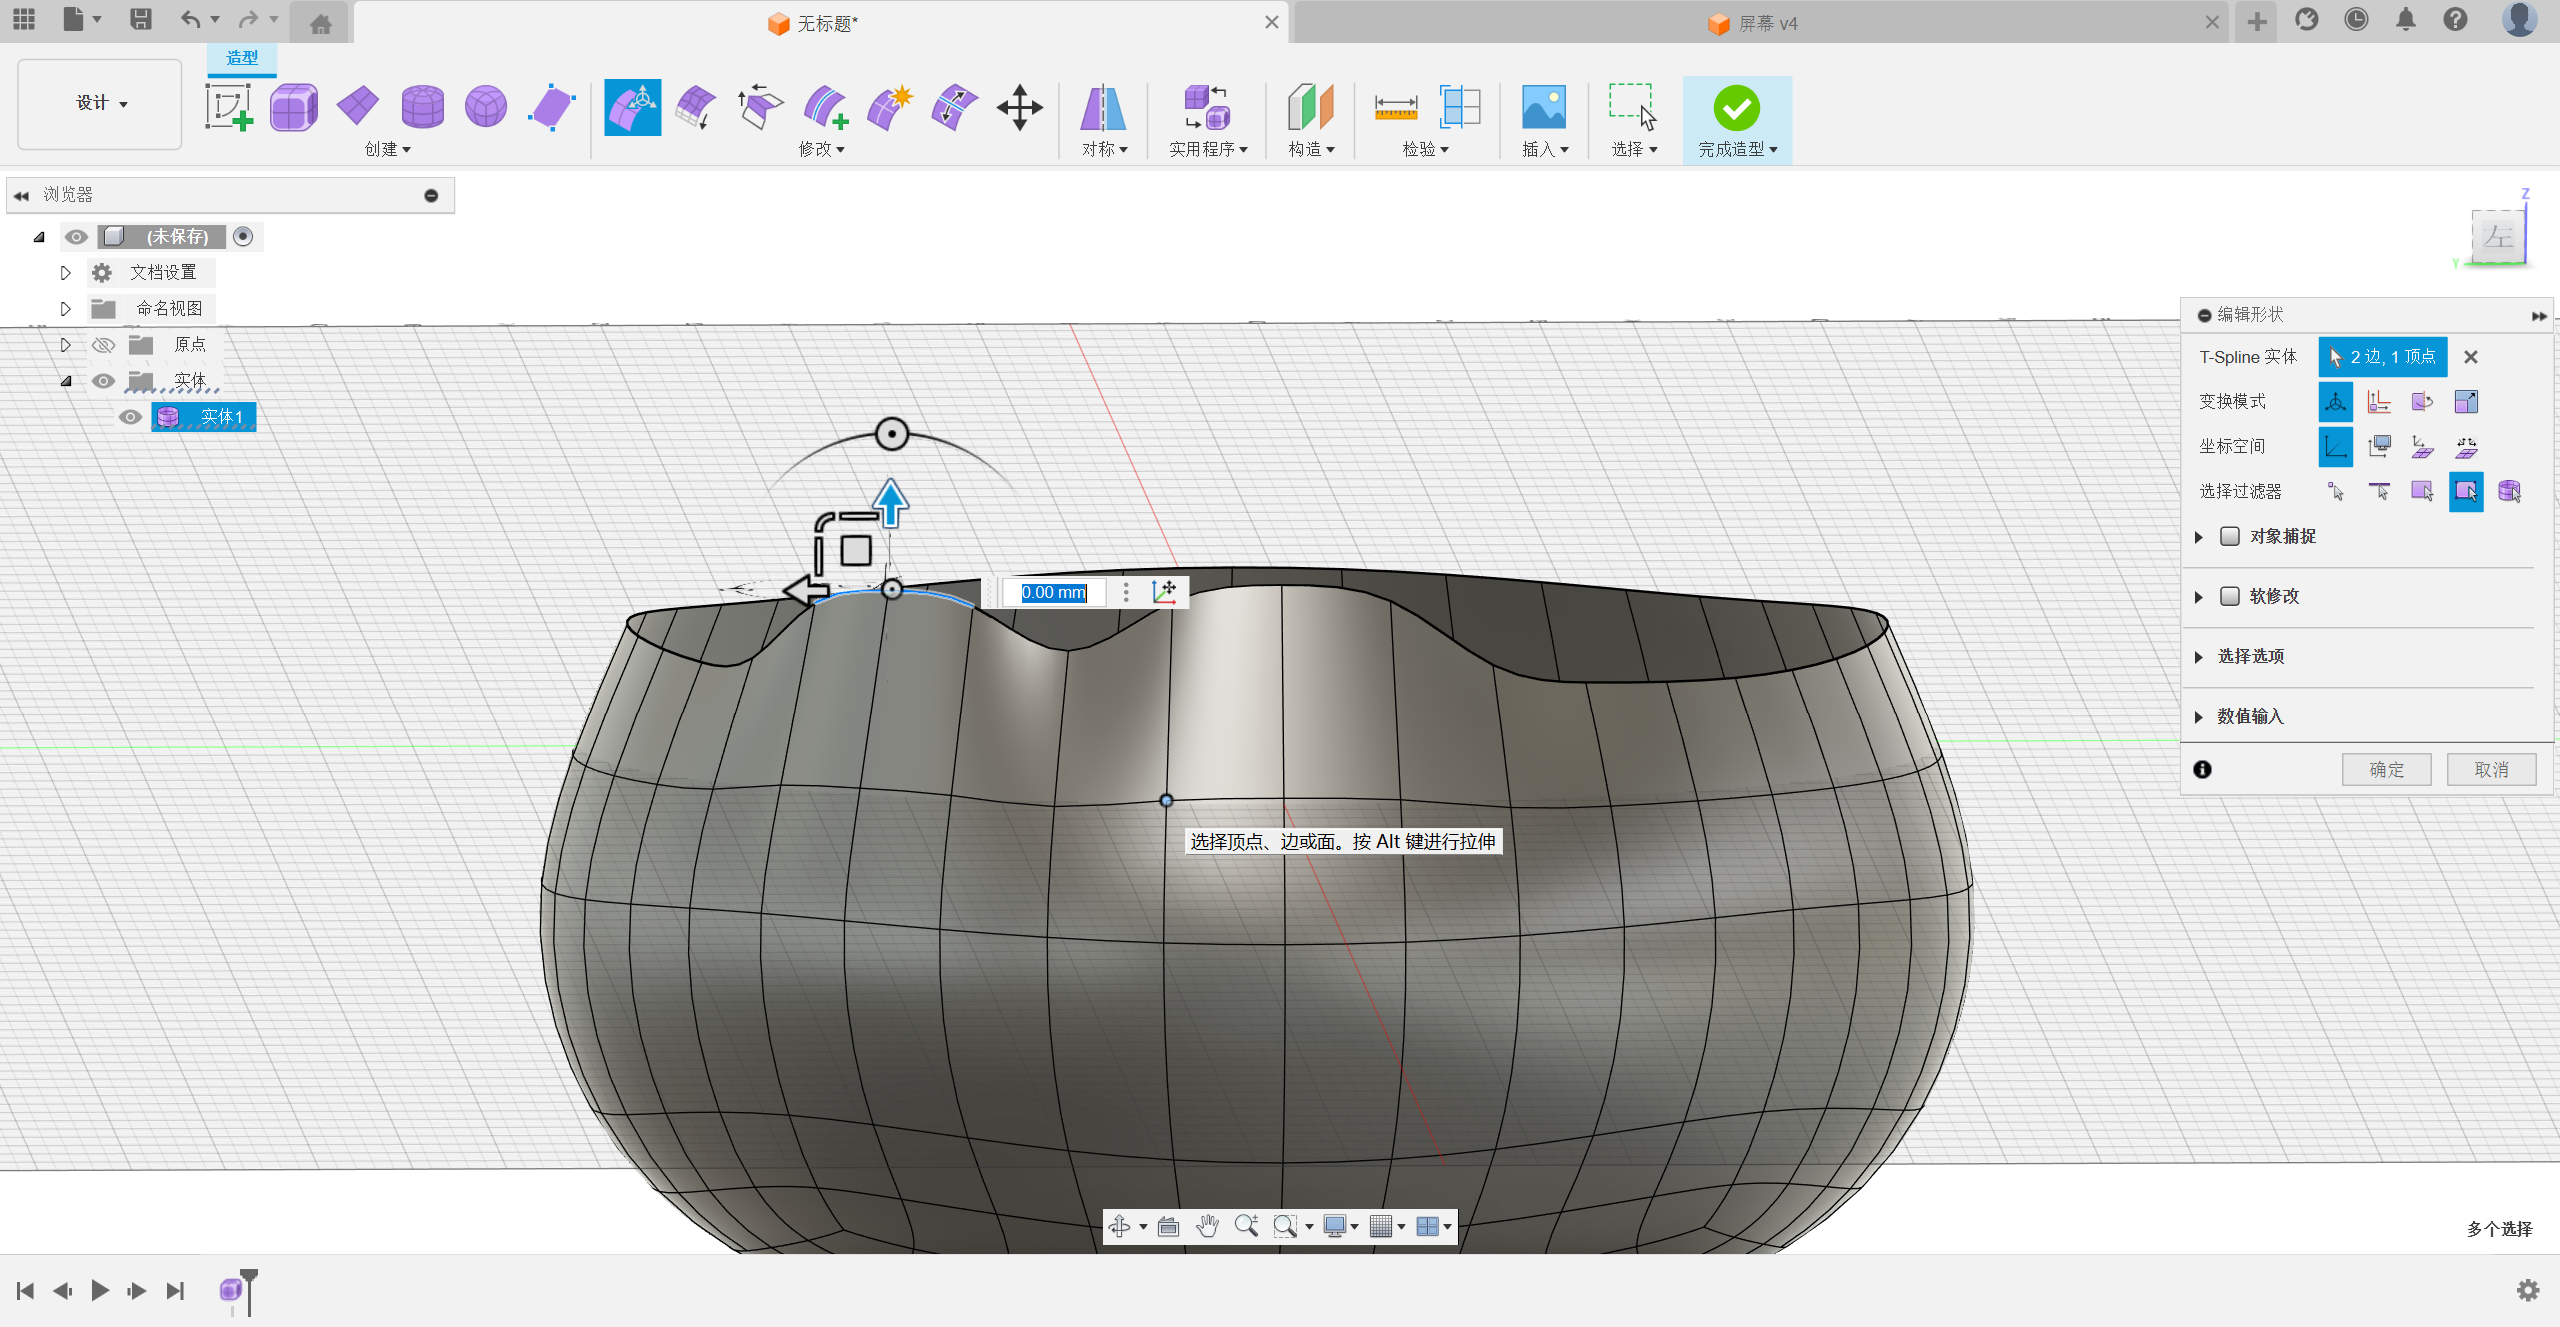 无标题*
屏幕 v4
造型
设计
创建
修改
对称
实用程序
构造
检验
插入
选择
完成造型
浏览器
(未保存)
文档设置
命名视图
原点
实体
实体1
Z
左
Y
编辑形状
T-Spline 实体
2 边, 1 顶点
变换模式
坐标空间
选择过滤器
对象捕捉
软修改
选择选项
数值输入
确定
取消
0.00 mm
选择顶点、边或面。按 Alt 键进行拉伸
多个选择